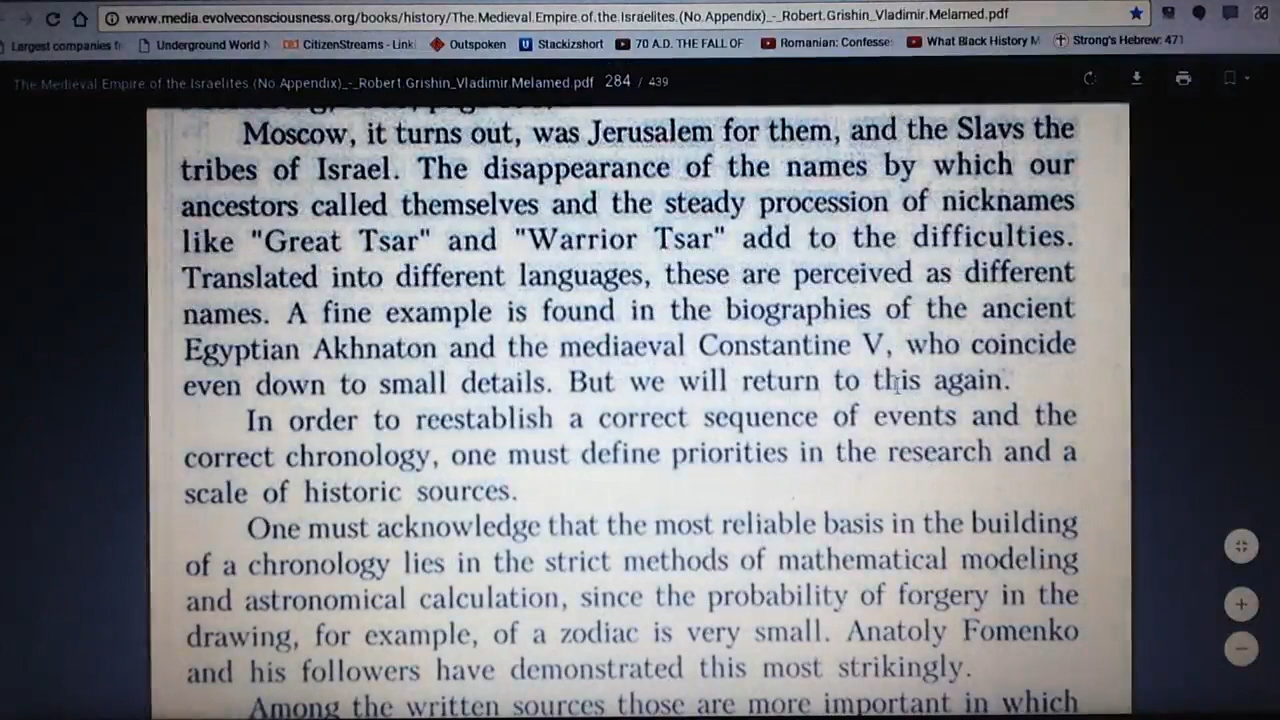 www.media.evolveconsciousness.org/books/history/The.Medieval.Empire.of.the.Israelites.(No.Appendix)_-_Robert.Grishin_Vladimir.Melamed.pdf
Largest companies Underground World CitizenStreams - Link Outspoken Stackizshort 70 A.D. THE FALL OF Romanian: Confesse What Black History M Strong's Hebrew: 471
The.Medieval.Empire of the Israelites.(No.Appendix)_-_Robert.Grishin_Vladimir.Melamed.pdf 284 / 439
Moscow, it turns out, was Jerusalem for them, and the Slavs the
tribes of Israel. The disappearance of the names by which our
ancestors called themselves and the steady procession of nicknames
like "Great Tsar" and "Warrior Tsar" add to the difficulties.
Translated into different languages, these are perceived as different
names. A fine example is found in the biographies of the ancient
Egyptian Akhnaton and the mediaeval Constantine V, who coincide
even down to small details. But we will return to this again.
In order to reestablish a correct sequence of events and the
correct chronology, one must define priorities in the research and a
scale of historic sources.
One must acknowledge that the most reliable basis in the building
of a chronology lies in the strict methods of mathematical modeling
and astronomical calculation, since the probability of forgery in the
drawing, for example, of a zodiac is very small. Anatoly Fomenko
and his followers have demonstrated this most strikingly.
Among the written sources those are more important in which